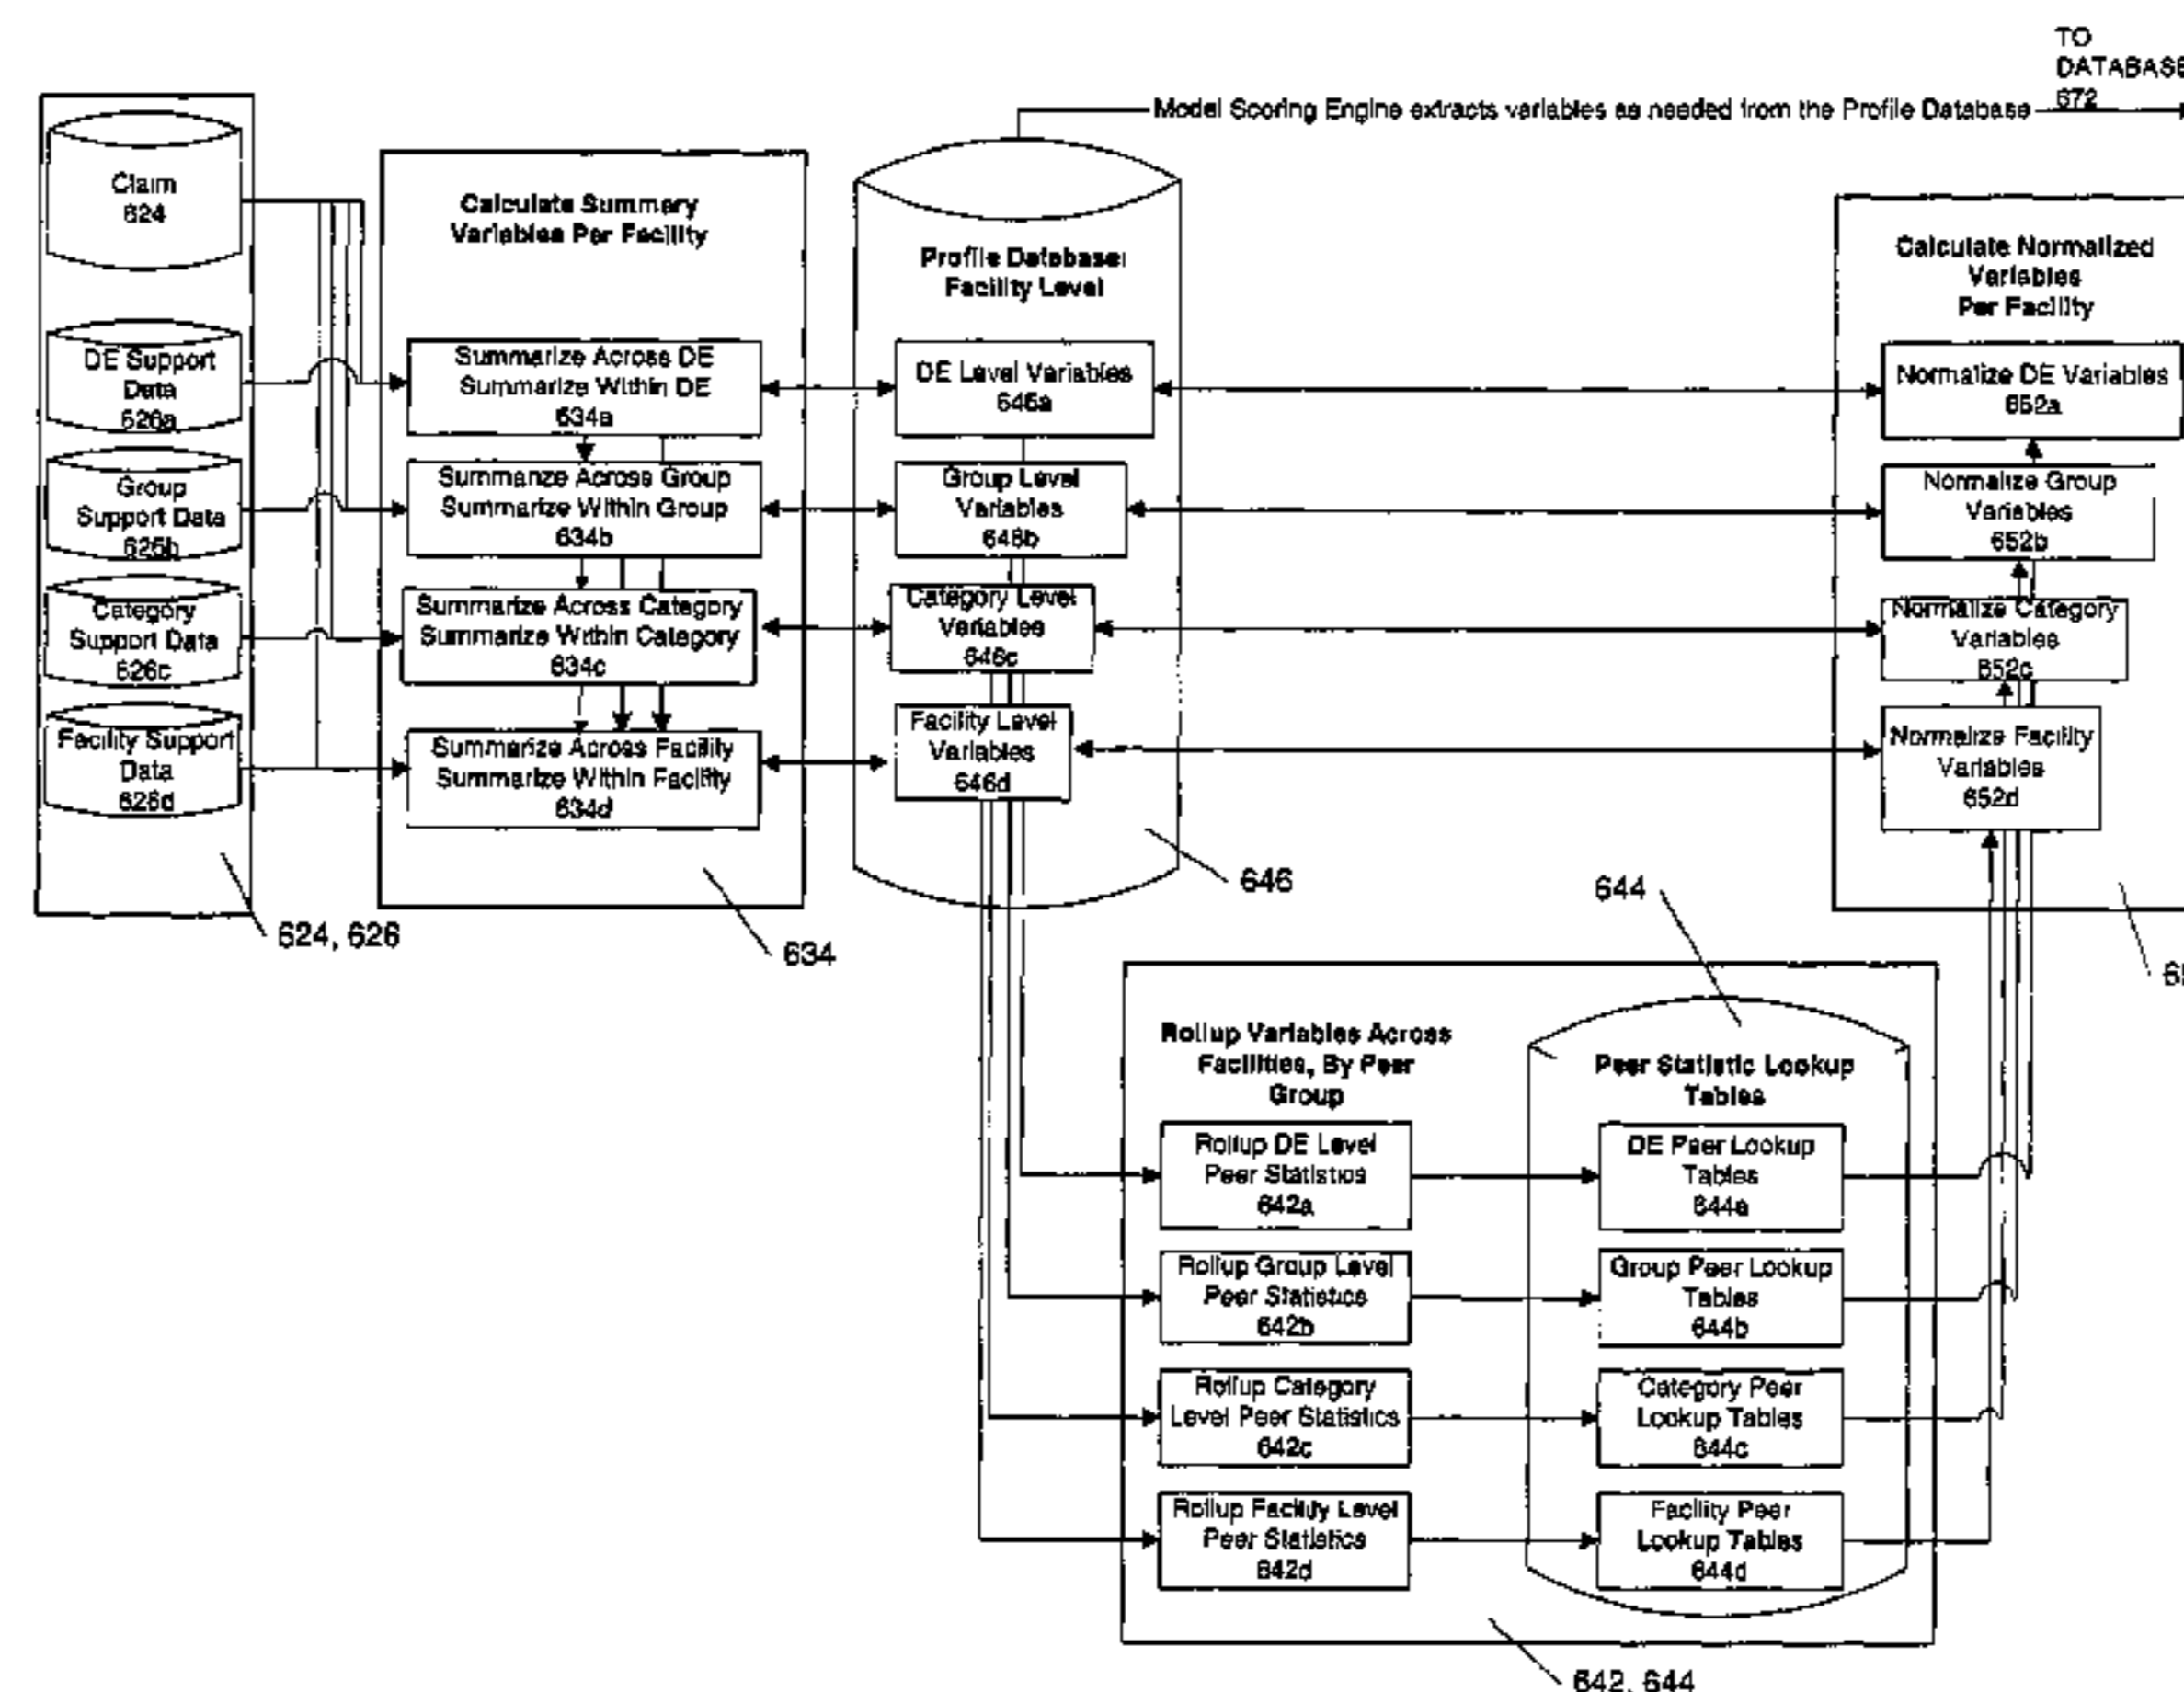 TO
DATABASE
672
Model Scoring Engine extracts variables as needed from the Profile Database
Claim
624
DE Support
Data
626a
Group
Support Data
626b
Category
Support Data
626c
Facility Support
Data
626d
624, 626
Calculate Summary
Variables Per Facility
Summarize Across DE
Summarize Within DE
634a
Summarize Across Group
Summarize Within Group
634b
Summarize Across Category
Summarize Within Category
634c
Summarize Across Facility
Summarize Within Facility
634d
634
Profile Database:
Facility Level
DE Level Variables
646a
Group Level
Variables
646b
Category Level
Variables
646c
Facility Level
Variables
646d
646
Calculate Normalized
Variables
Per Facility
Normalize DE Variables
652a
Normalize Group
Variables
652b
Normalize Category
Variables
652c
Normalize Facility
Variables
652d
644
Rollup Variables Across
Facilities, By Peer
Group
Rollup DE Level
Peer Statistics
642a
Rollup Group Level
Peer Statistics
642b
Rollup Category
Level Peer Statistics
642c
Rollup Facility Level
Peer Statistics
642d
Peer Statistic Lookup
Tables
DE Peer Lookup
Tables
644a
Group Peer Lookup
Tables
644b
Category Peer
Lookup Tables
644c
Facility Peer
Lookup Tables
644d
642, 644